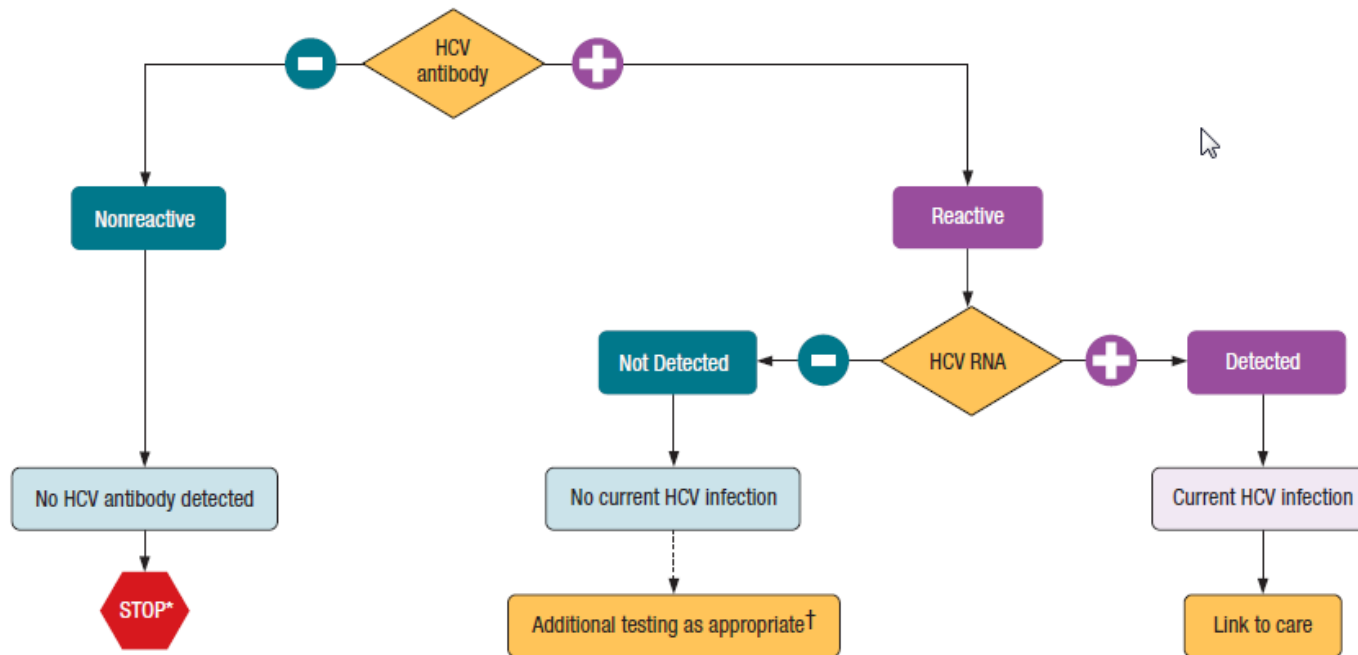 HCV
antibody
Nonreactive
Reactive
Not Detected
HCV RNA
Detected
No HCV antibody detected
No current HCV infection
Current HCV infection
STOP*
Additional testing as appropriate†
Link to care